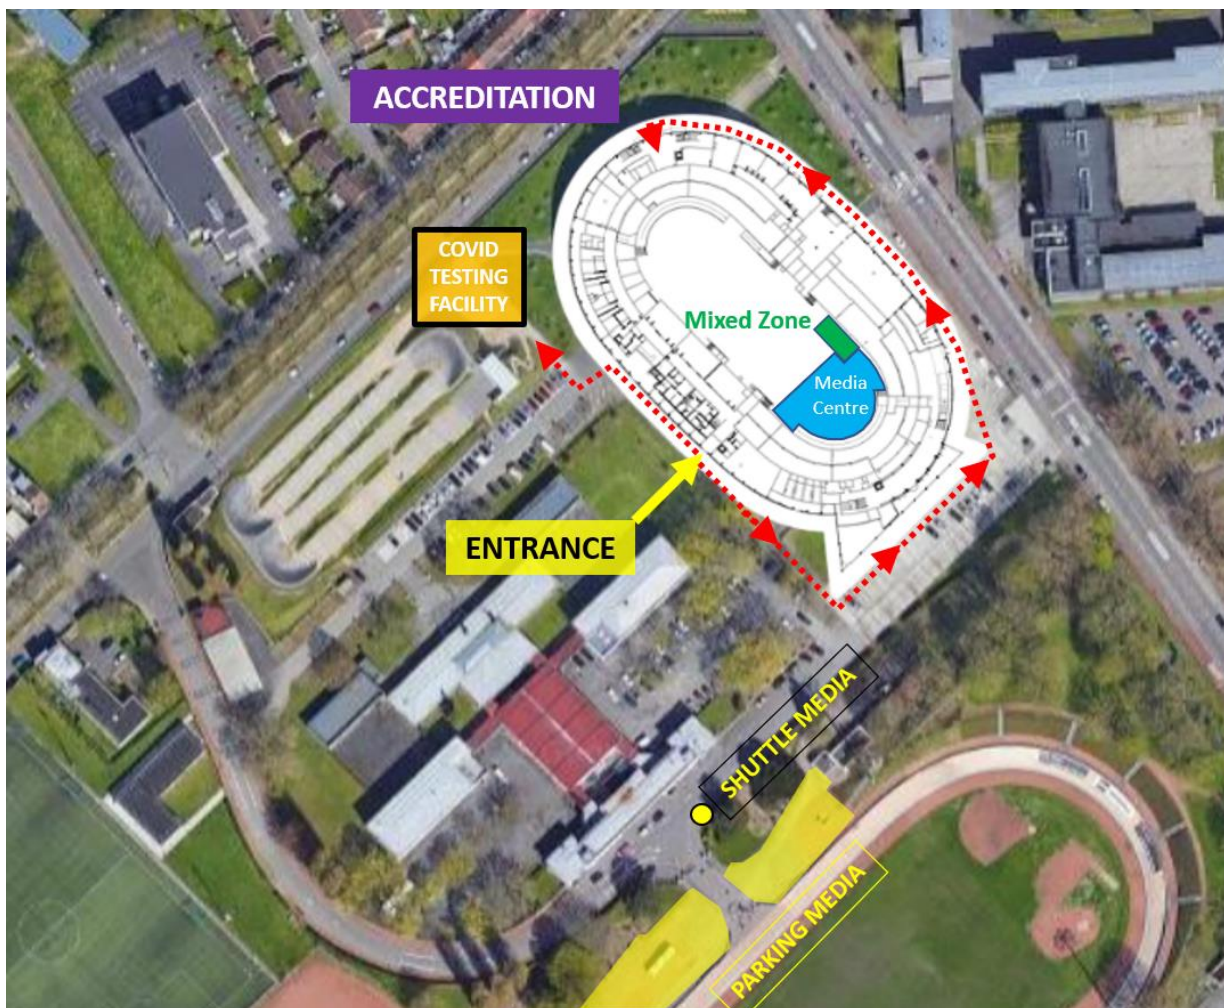 ACCREDITATION
COVID
TESTING
FACILITY
Mixed Zone
Media
Centre
ENTRANCE
SHUTTLE MEDIA
PARKING MEDIA